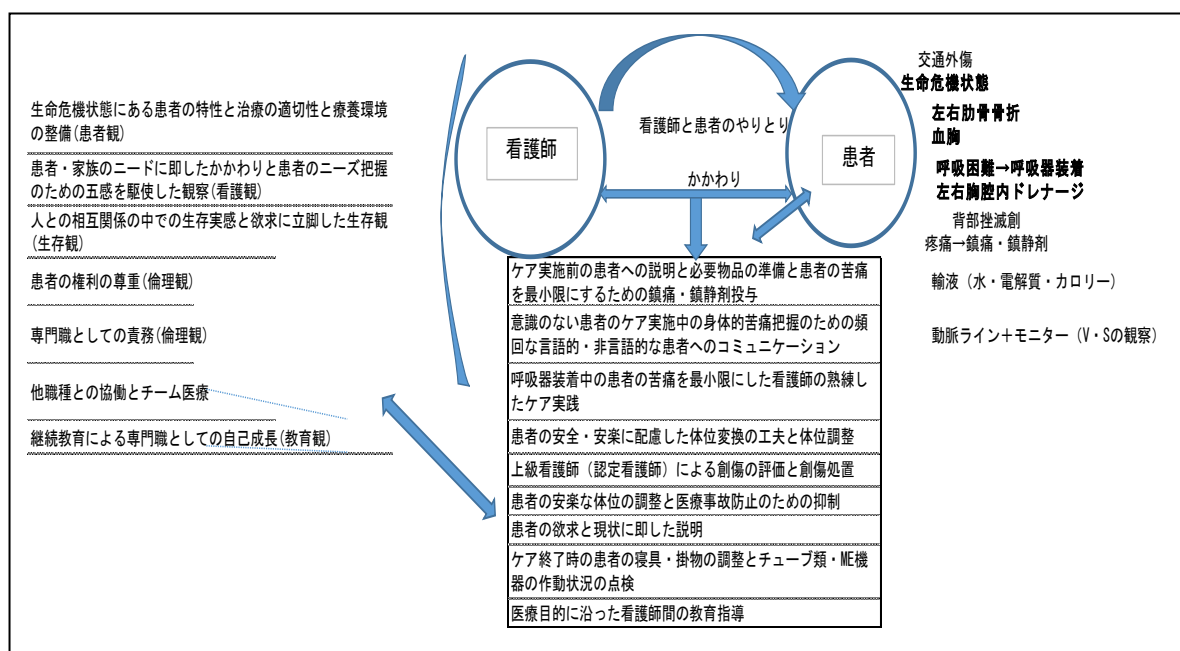 生命危機状態にある患者の特性と治療の適切性と療養環境
の整備(患者観)
患者・家族のニードに即したかかわりと患者のニーズ把握
のための五感を駆使した観察(看護観)
人との相互関係の中での生存実感と欲求に立脚した生存観
(生存観)
患者の権利の尊重(倫理観)
専門職としての責務(倫理観)
他職種との協働とチーム医療
継続教育による専門職としての自己成長(教育観)
看護師
看護師と患者のやりとり
かかわり
患者
交通外傷
生命危機状態
左右肋骨骨折
血胸
呼吸困難→呼吸器装着
左右胸腔内ドレナージ
背部挫滅創
疼痛→鎮痛・鎮静剤
輸液(水・電解質・カロリー)
動脈ライン+モニター(V・Sの観察)
ケア実施前の患者への説明と必要物品の準備と患者の苦痛
を最小限にするための鎮痛・鎮静剤投与
意識のない患者のケア実施中の身体的苦痛把握のための頻
回な言語的・非言語的な患者へのコミュニケーション
呼吸器装着中の患者の苦痛を最小限にした看護師の熟練し
たケア実践
患者の安全・安楽に配慮した体位変換の工夫と体位調整
上級看護師(認定看護師)による創傷の評価と創傷処置
患者の安楽な体位の調整と医療事故防止のための抑制
患者の欲求と現状に即した説明
ケア終了時の患者の寝具・掛物の調整とチューブ類・ME機
器の作動状況の点検
医療目的に沿った看護師間の教育指導